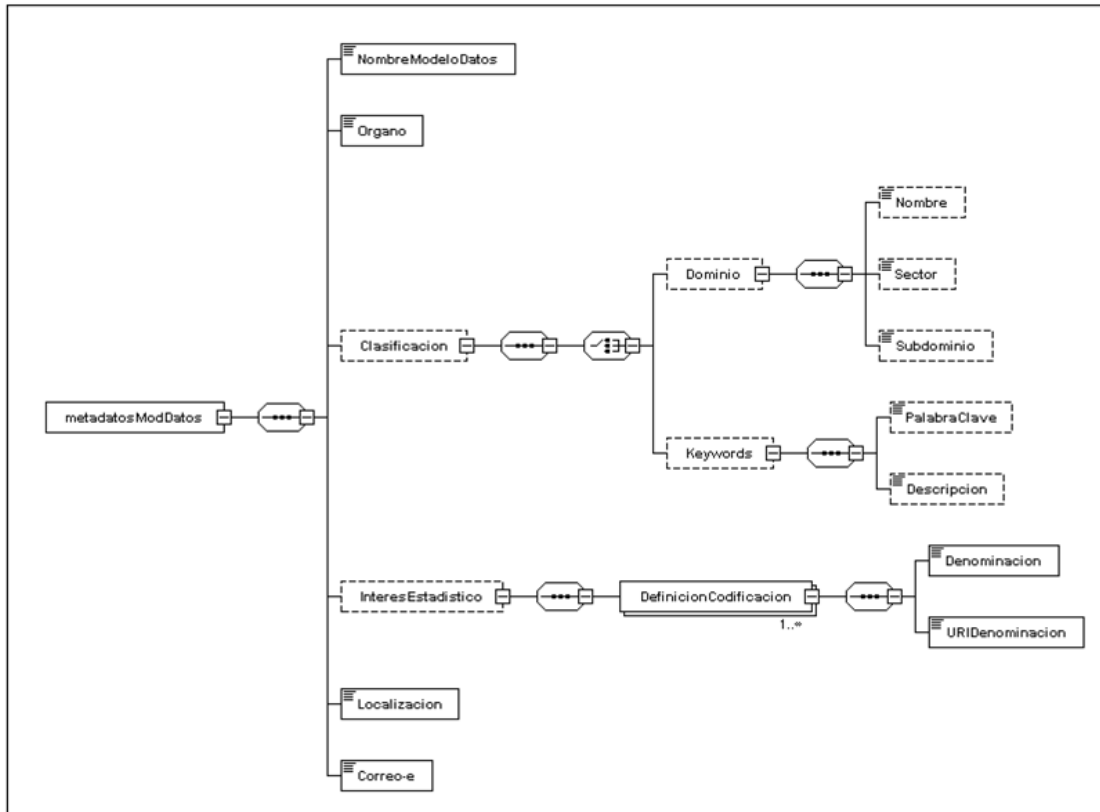 NombreModeloDatos
Organo
Nombre
Dominio
Sector
Clasificacion
Subdominio
metadatosModDatos
PalabraClave
Keywords
Descripcion
Denominacion
InteresEstadistico
DefinicionCodificacion
1..∞
URIDenominacion
Localizacion
Correo-e